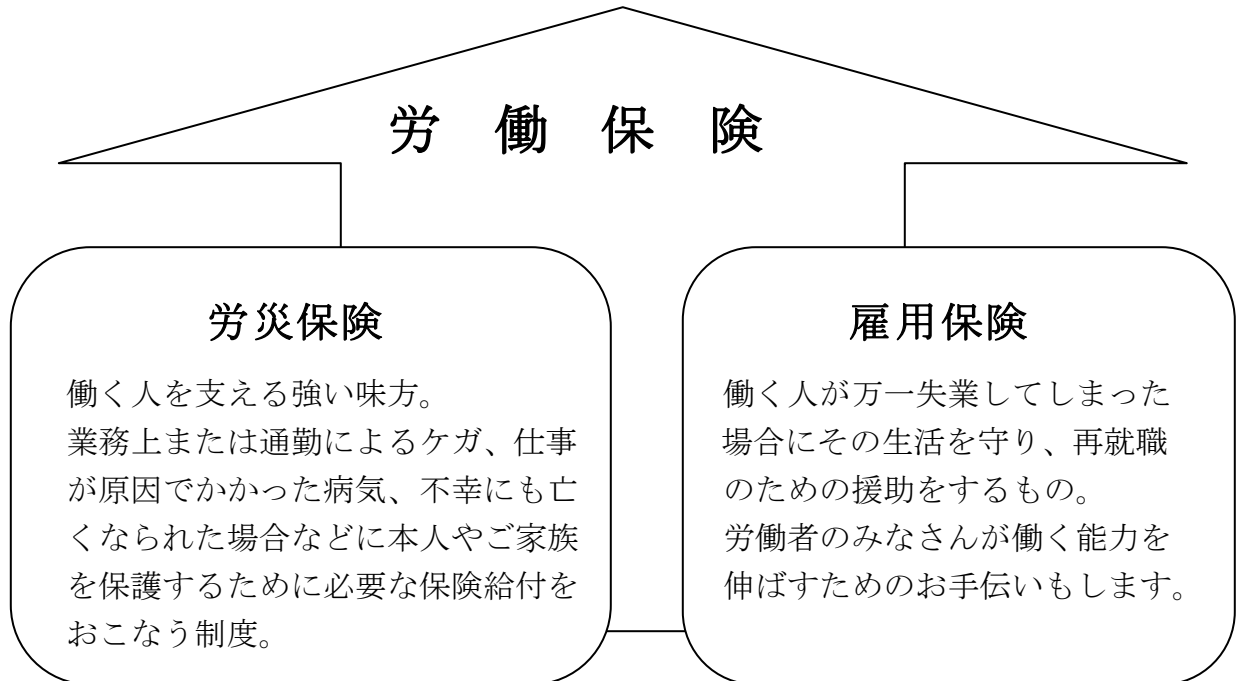 労働保険
労災保険
働く人を支える強い味方。
業務上または通勤によるケガ、仕事
が原因でかかった病気、不幸にも亡
くなられた場合などに本人やご家族
を保護するために必要な保険給付を
おこなう制度。
雇用保険
働く人が万一失業してしまった
場合にその生活を守り、再就職
のための援助をするもの。
労働者のみなさんが働く能力を
伸ばすためのお手伝いもします。